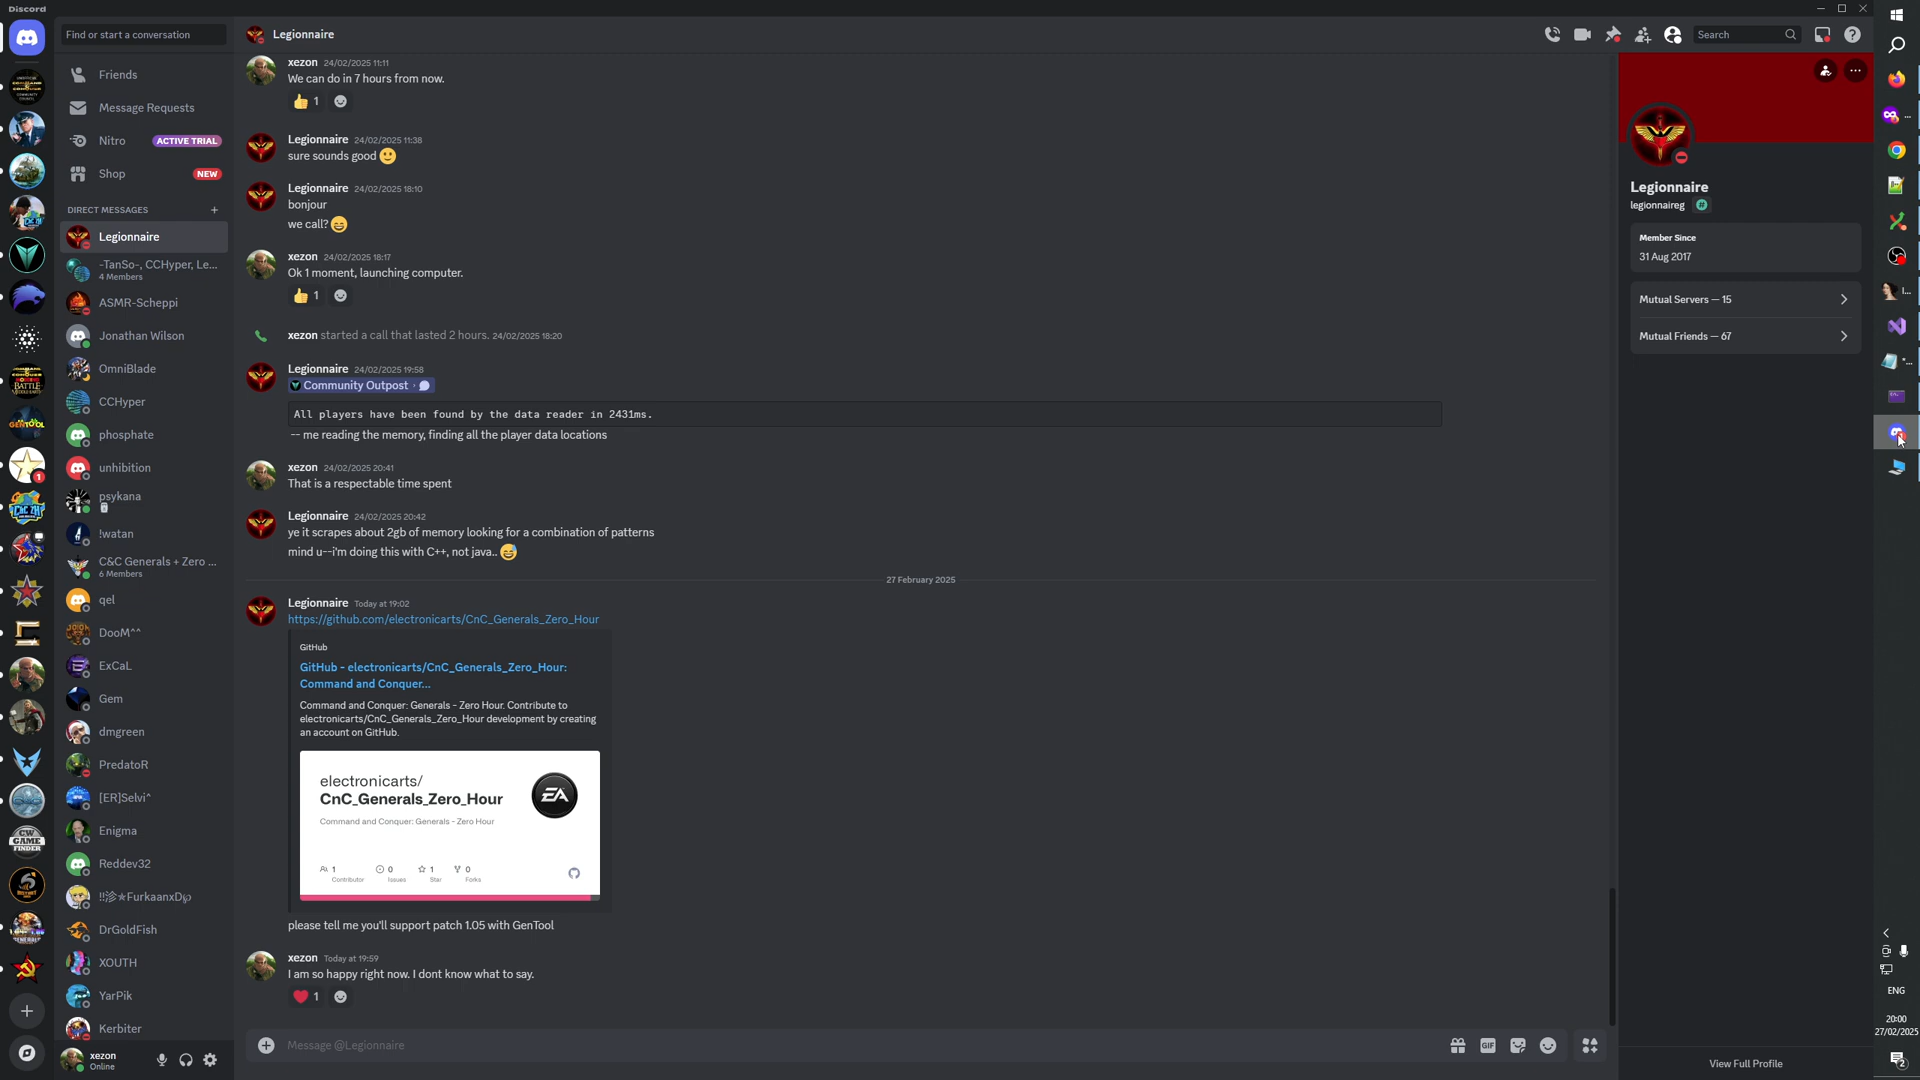 Discord
Find or start a conversation
Friends
Message Requests
Nitro
ACTIVE TRIAL
Shop
NEW
DIRECT MESSAGES
Legionnaire
-TanSo-, CCHyper, Le...
4 Members
ASMR-Scheppi
Jonathan Wilson
OmniBlade
CCHyper
phosphate
unhibition
psykana
!watan
C&C Generals + Zero ...
6 Members
qel
DooM^^
ExCaL
Gem
dmgreen
PredatoR
[ER]Selvi^
Enigma
Reddev32
DrGoldFish
XOUTH
YarPik
Kerbiter
xezon
Online
Legionnaire
Search
xezon 24/02/2025 11:11
We can do in 7 hours from now.
👍 1
Legionnaire 24/02/2025 11:38
sure sounds good 🙂
Legionnaire 24/02/2025 18:10
bonjour
we call? 😄
xezon 24/02/2025 18:17
Ok 1 moment, launching computer.
👍 1
xezon started a call that lasted 2 hours. 24/02/2025 18:20
Legionnaire 24/02/2025 19:58
Community Outpost ›
All players have been found by the data reader in 2431ms.
-- me reading the memory, finding all the player data locations
xezon 24/02/2025 20:41
That is a respectable time spent
Legionnaire 24/02/2025 20:42
ye it scrapes about 2gb of memory looking for a combination of patterns
mind u--i'm doing this with C++, not java.. 😅
27 February 2025
Legionnaire Today at 19:02
https://github.com/electronicarts/CnC_Generals_Zero_Hour
GitHub
GitHub - electronicarts/CnC_Generals_Zero_Hour:
Command and Conquer...
Command and Conquer: Generals - Zero Hour. Contribute to
electronicarts/CnC_Generals_Zero_Hour development by creating
an account on GitHub.
electronicarts/
CnC_Generals_Zero_Hour
EA
Command and Conquer: Generals - Zero Hour
1
Contributor
0
Issues
1
Star
0
Forks
please tell me you'll support patch 1.05 with GenTool
xezon Today at 19:59
I am so happy right now. I dont know what to say.
❤️ 1
Message @Legionnaire
GIF
Legionnaire
legionnaireg
Member Since
31 Aug 2017
Mutual Servers — 15
Mutual Friends — 67
View Full Profile
ENG
20:00
27/02/2025
2